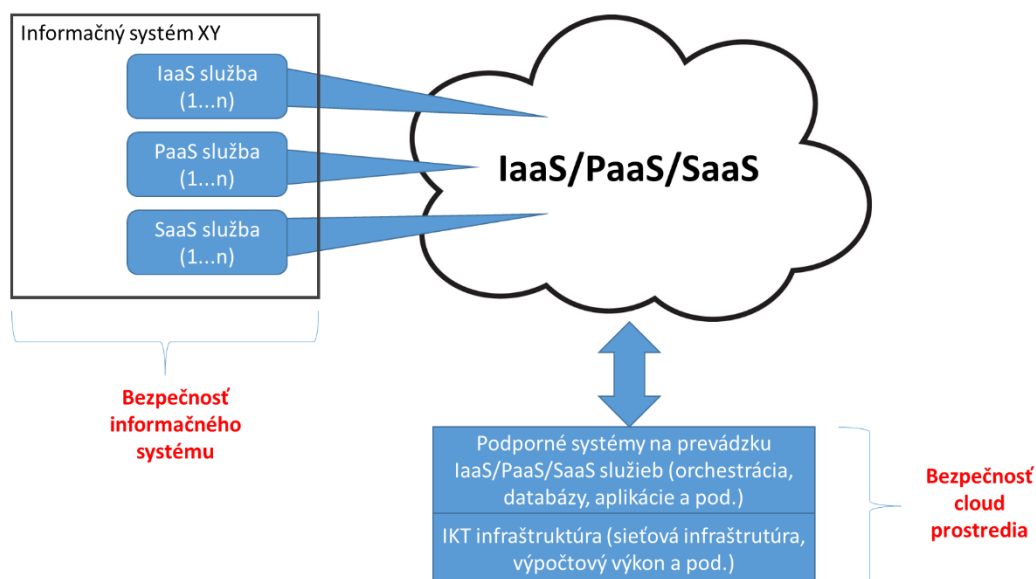 Informačný systém XY
IaaS služba
(1...n)
PaaS služba
(1...n)
SaaS služba
(1...n)
IaaS/PaaS/SaaS
Bezpečnosť
informačného
systému
Podporné systémy na prevádzku
IaaS/PaaS/SaaS služieb (orchestrácia,
databázy, aplikácie a pod.)
IKT infraštruktúra (sieťová infraštrutúra,
výpočtový výkon a pod.)
Bezpečnosť
cloud
prostredia